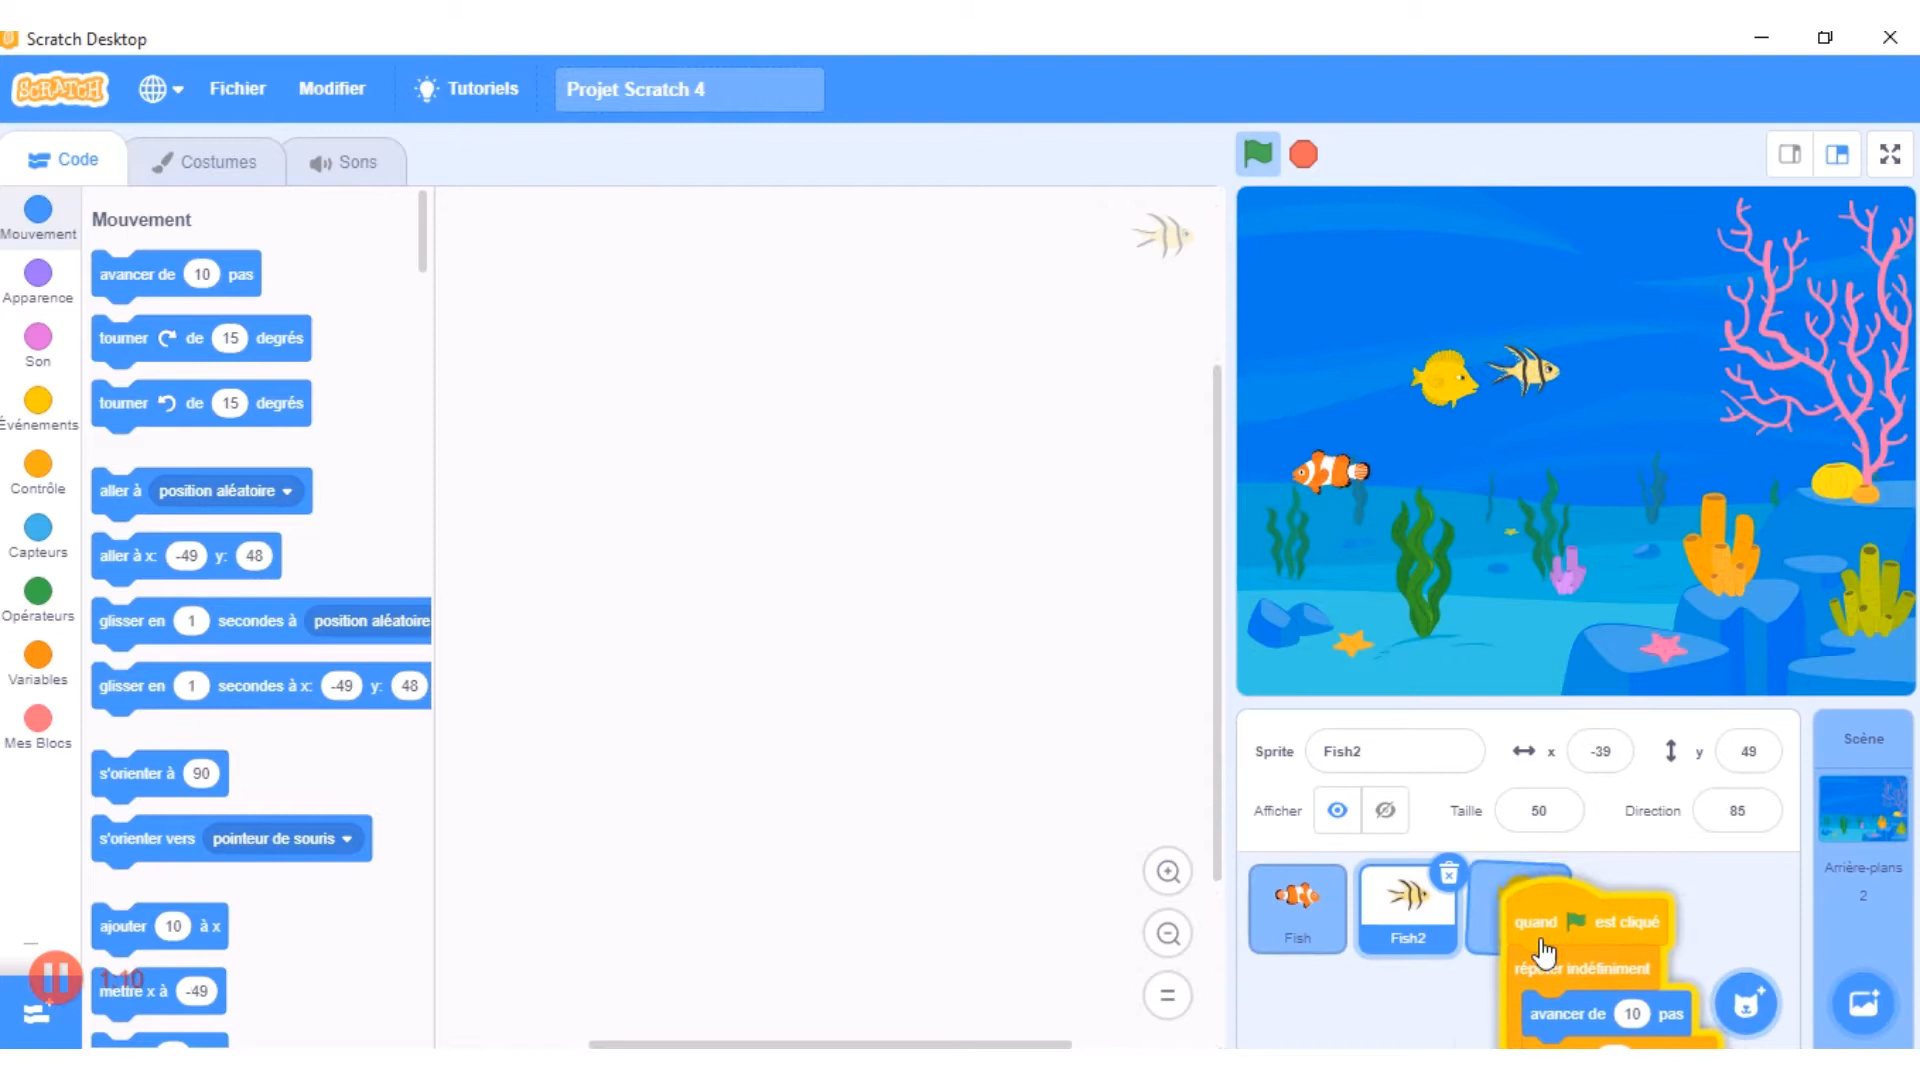 Scratch Desktop
SCRATCH
Fichier
Modifier
Tutoriels
Projet Scratch 4
Code
Costumes
Sons
Mouvement
Apparence
Son
Événements
Contrôle
Capteurs
Opérateurs
Variables
Mes Blocs
Mouvement
avancer de 10 pas
tourner de 15 degrés
tourner de 15 degrés
aller à position aléatoire
aller à x: -49 y: 48
glisser en 1 secondes à position aléatoire
glisser en 1 secondes à x: -49 y: 48
s'orienter à 90
s'orienter vers pointeur de souris
ajouter 10 à x
1:10
mettre x à -49
Sprite Fish2 x -39 y 49
Afficher Taille 50 Direction 85
Fish
Fish2
quand est cliqué
indéfiniment
avancer de 10 pas
Scène
Arrière-plans
2